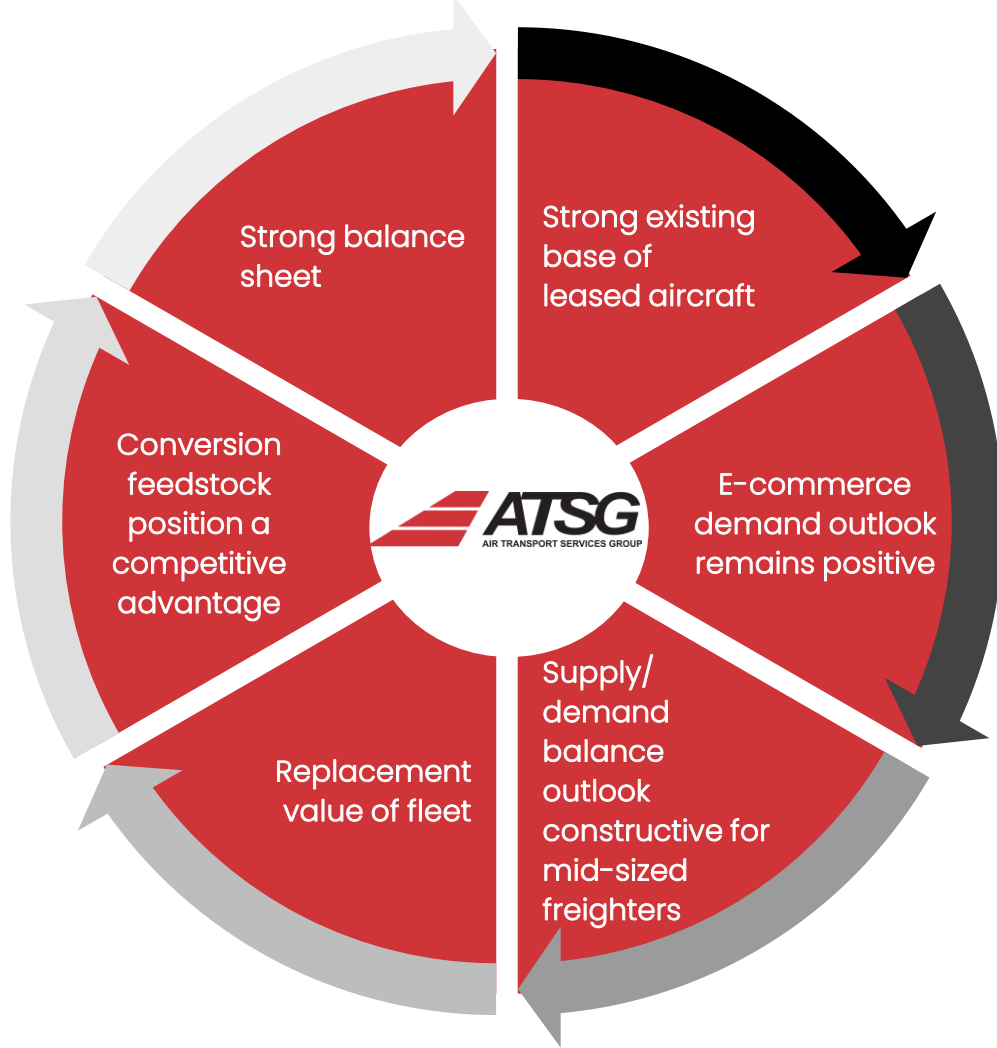 Strong existing
base of
leased aircraft
E-commerce
demand outlook
remains positive
Supply/
demand
balance
outlook
constructive for
mid-sized
freighters
Replacement
value of fleet
Conversion
feedstock
position a
competitive
advantage
Strong balance
sheet
ATSG
AIR TRANSPORT SERVICES GROUP